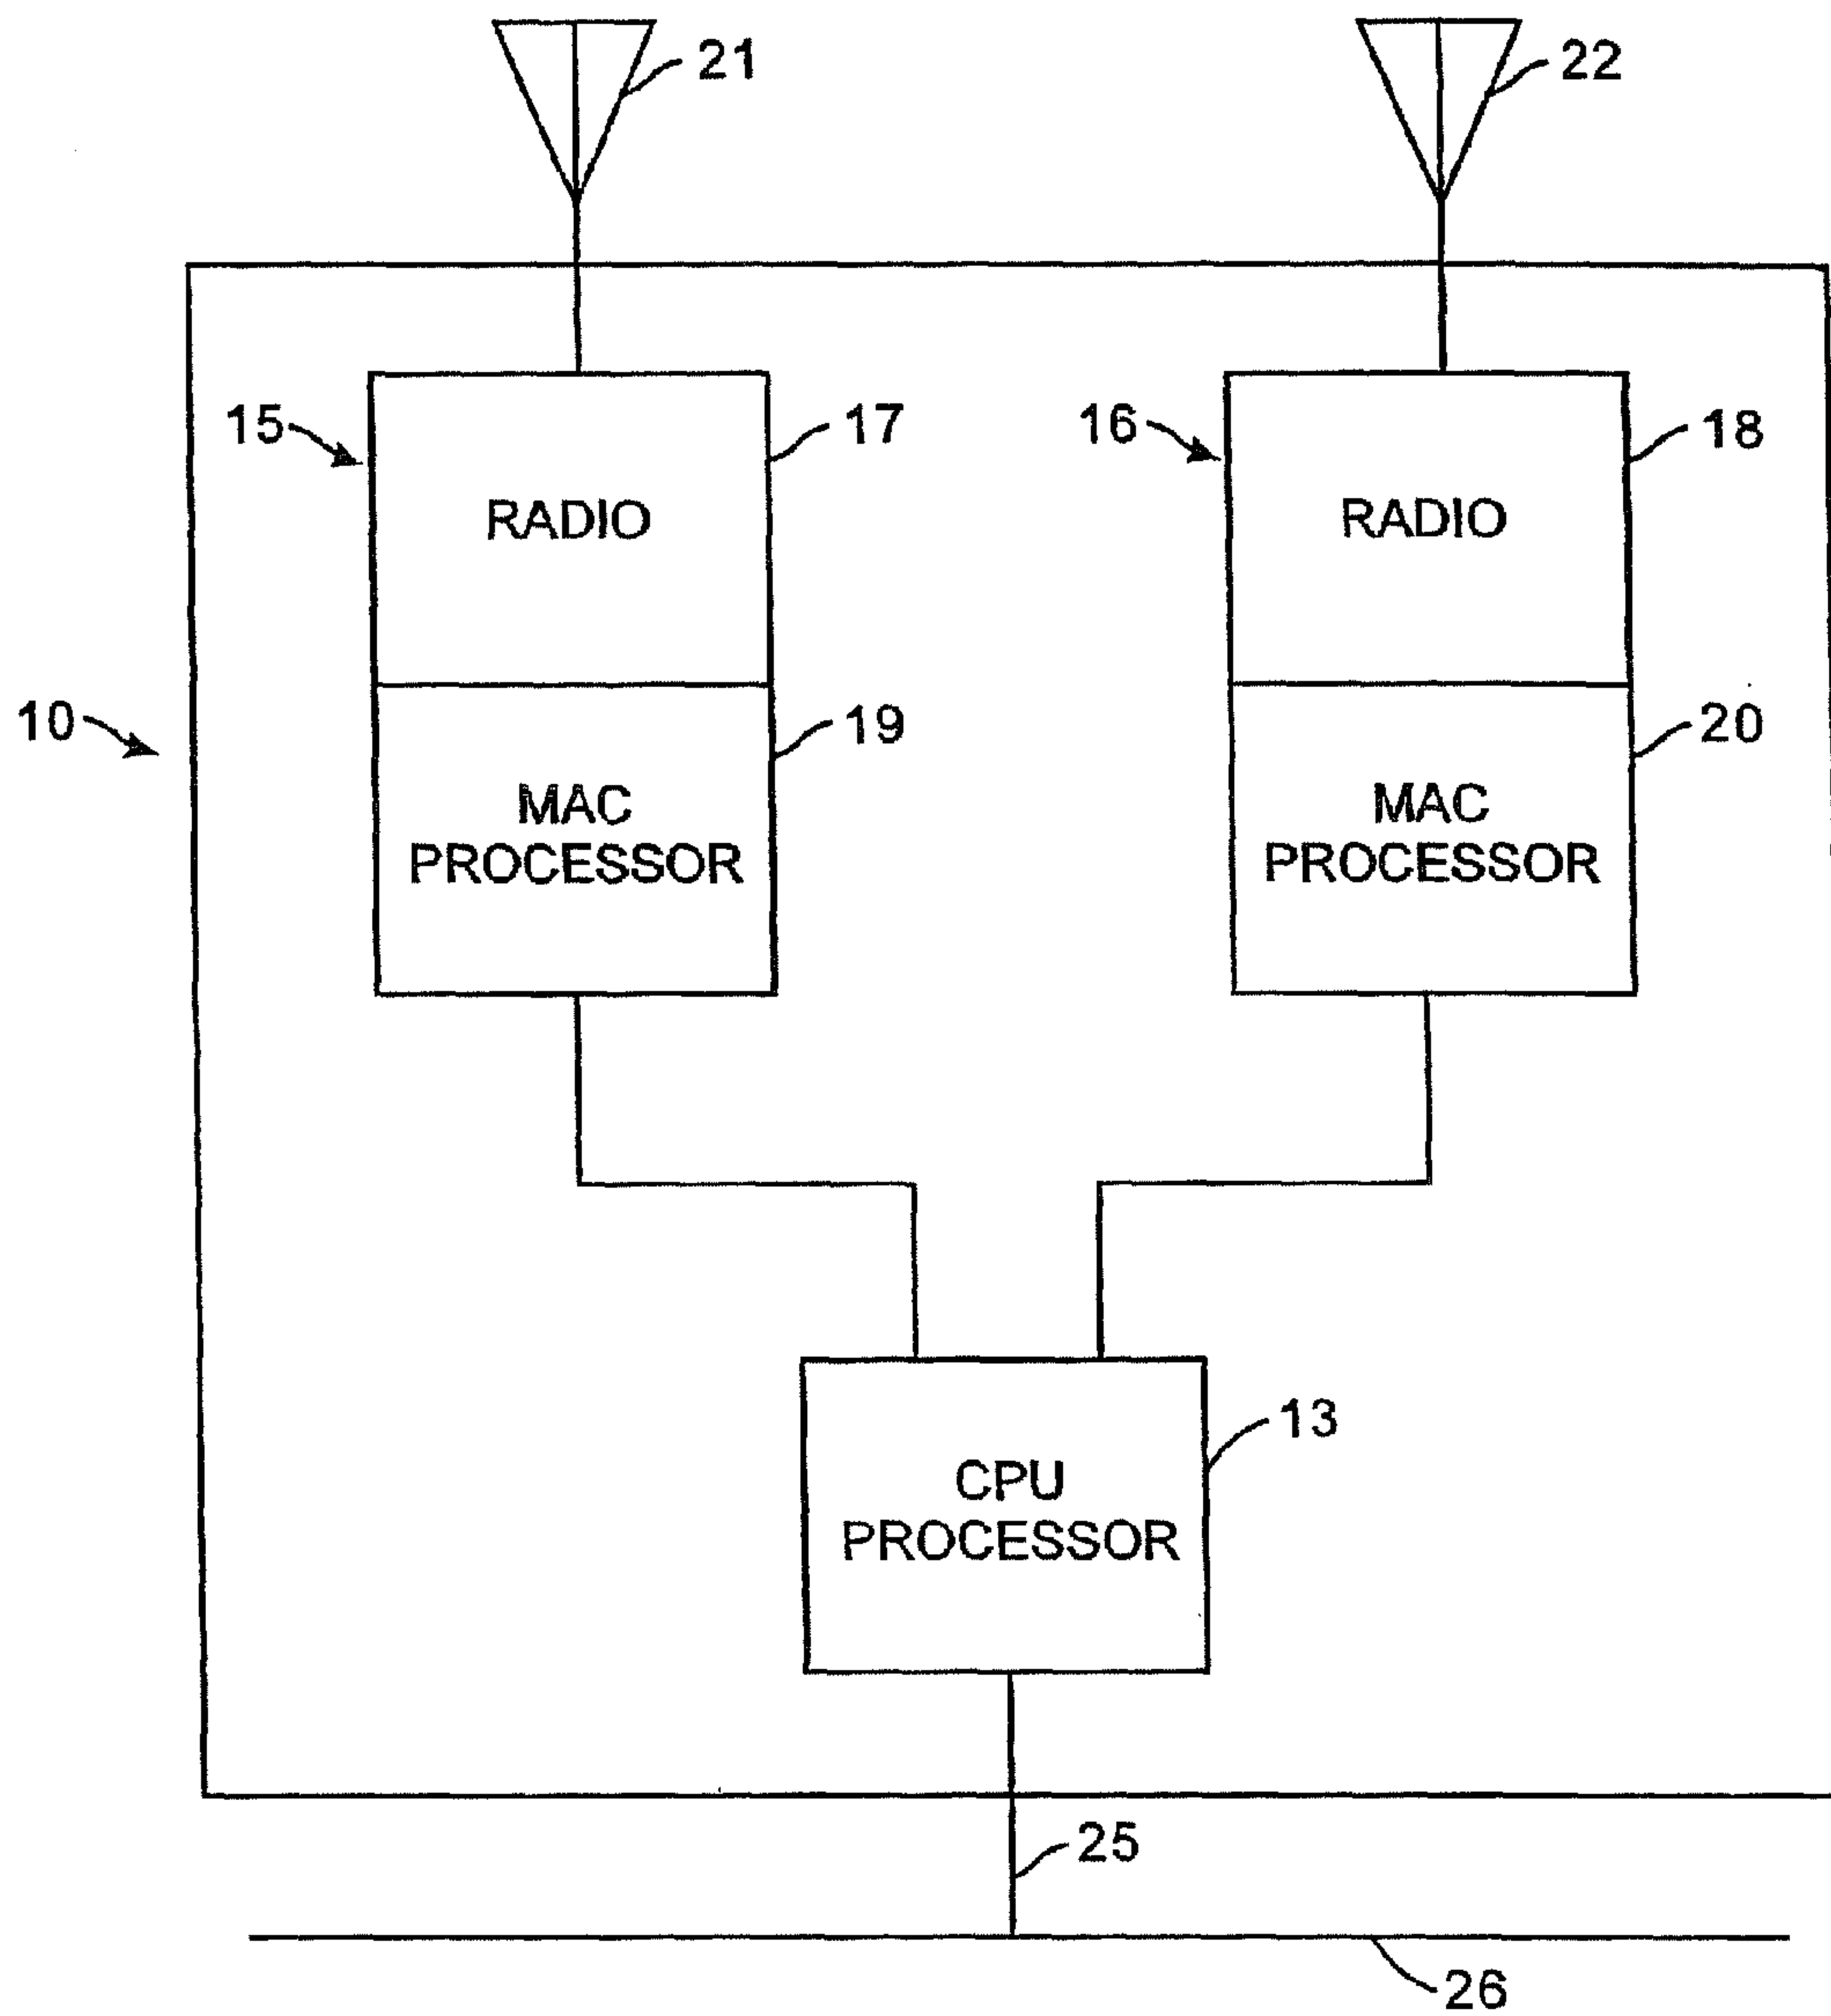 21
22
15
17
16
18
RADIO
RADIO
10
19
20
MAC
PROCESSOR
MAC
PROCESSOR
13
CPU
PROCESSOR
25
26